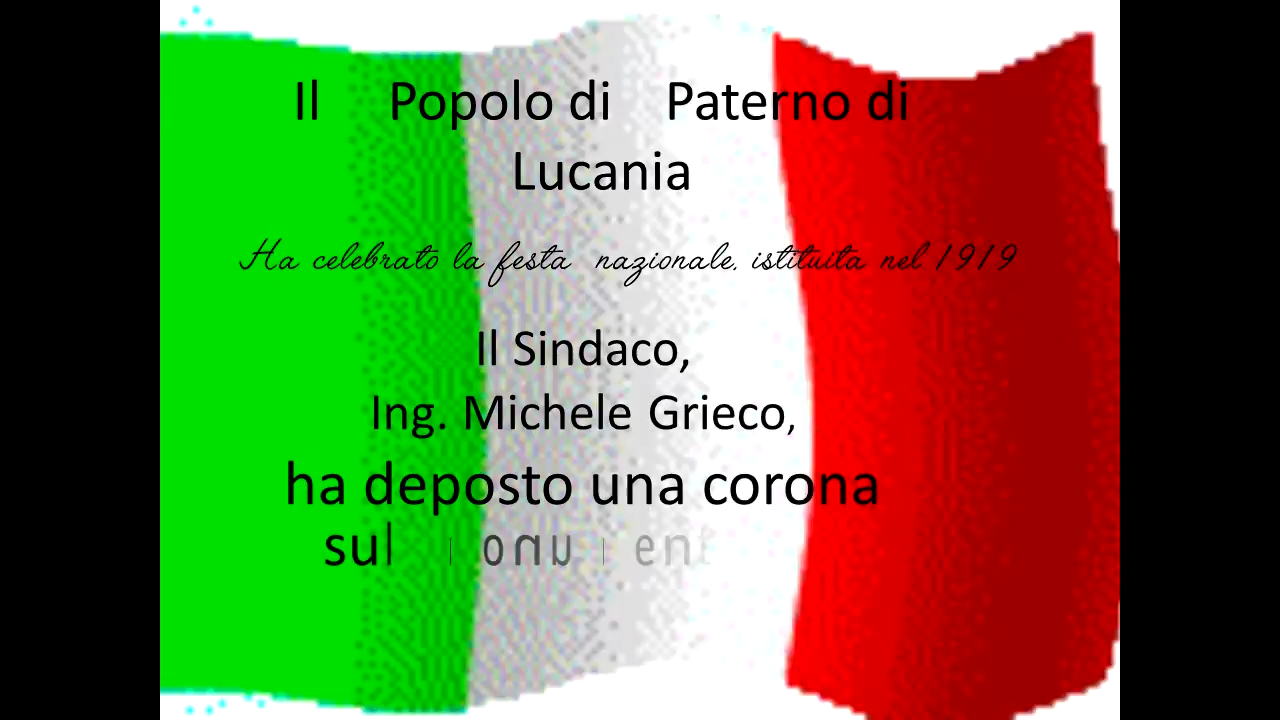 Il Popolo di Paterno di
Lucania
Ha celebrato la festa nazionale, istituita nel 1919
Il Sindaco,
Ing. Michele Grieco,
ha deposto una corona
sul